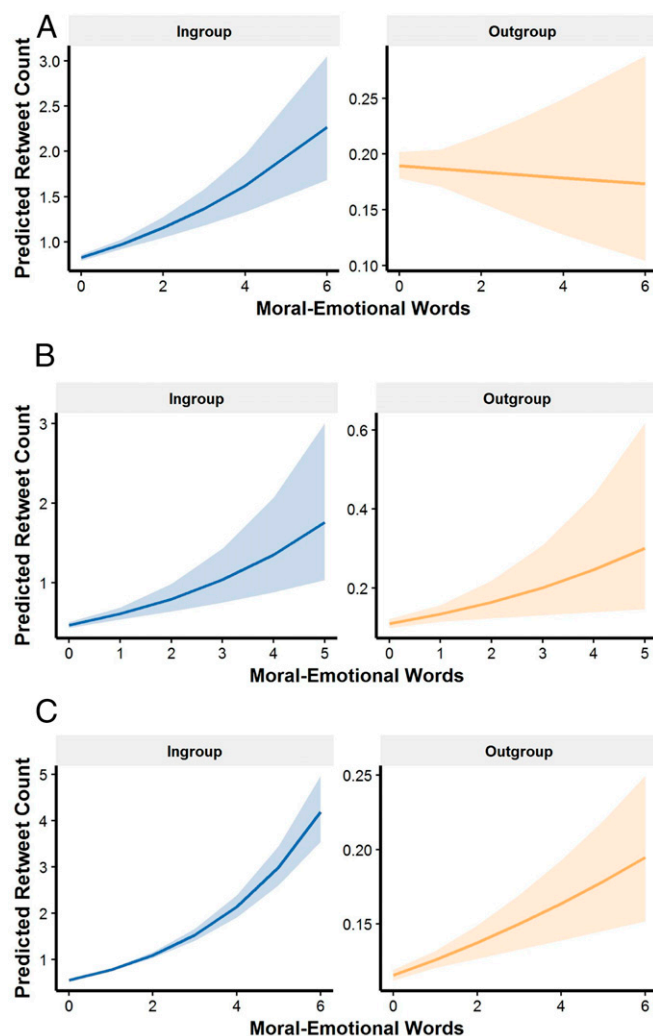 A
Ingroup
Outgroup
Predicted Retweet Count
3.0
2.5
2.0
1.5
1.0
0.25
0.20
0.15
0.10
0 2 4 6
0 2 4 6
Moral-Emotional Words
B
Ingroup
Outgroup
Predicted Retweet Count
3
2
1
0.6
0.4
0.2
0 1 2 3 4 5
0 1 2 3 4 5
Moral-Emotional Words
C
Ingroup
Outgroup
Predicted Retweet Count
5
4
3
2
1
0.25
0.20
0.15
0 2 4 6
0 2 4 6
Moral-Emotional Words